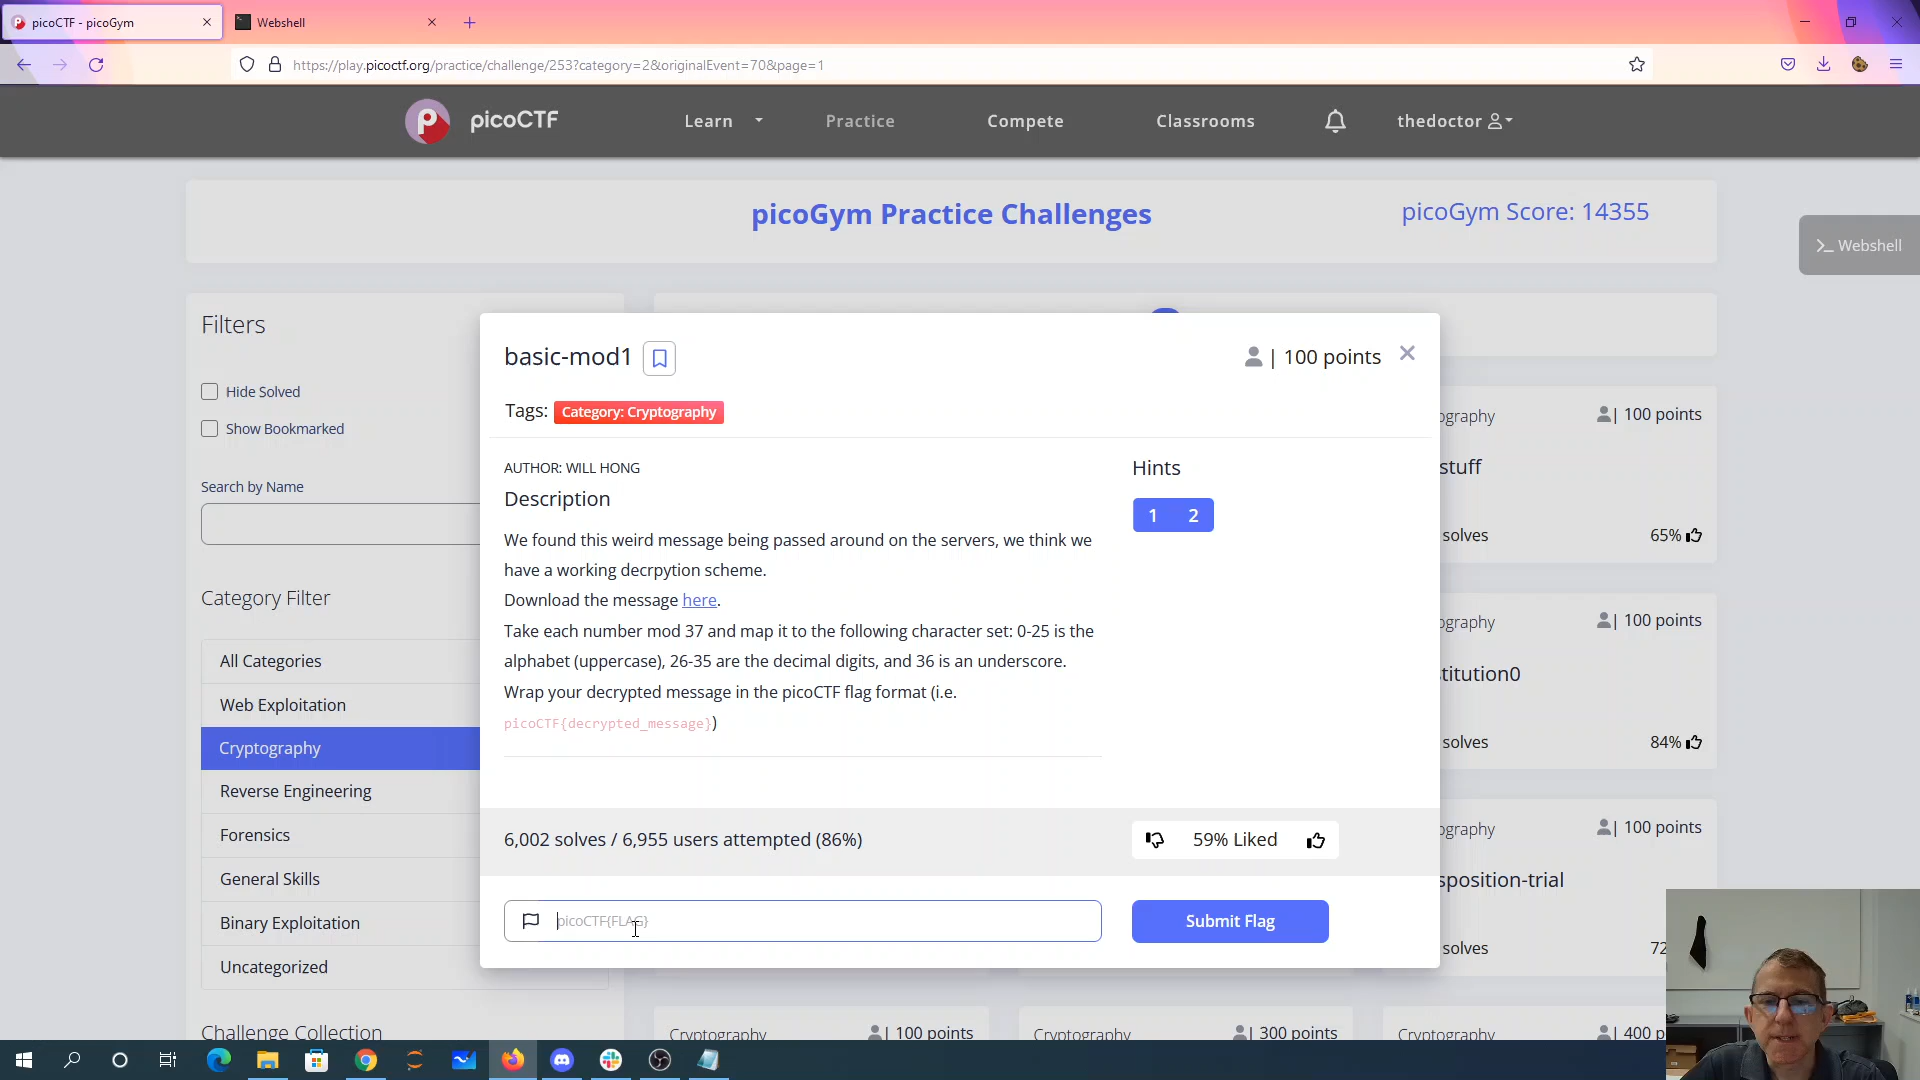 picoCTF - picoGym
Webshell
https://play.picoctf.org/practice/challenge/253?category=2&originalEvent=70&page=1
picoCTF
Learn
Practice
Compete
Classrooms
thedoctor
picoGym Practice Challenges
picoGym Score: 14355
>_ Webshell
Filters
Hide Solved
Show Bookmarked
Search by Name
Category Filter
All Categories
Web Exploitation
Cryptography
Reverse Engineering
Forensics
General Skills
Binary Exploitation
Uncategorized
Challenge Collection
basic-mod1
| 100 points
Tags: Category: Cryptography
AUTHOR: WILL HONG
Description
We found this weird message being passed around on the servers, we think we
have a working decrpytion scheme.
Download the message here.
Take each number mod 37 and map it to the following character set: 0-25 is the
alphabet (uppercase), 26-35 are the decimal digits, and 36 is an underscore.
Wrap your decrypted message in the picoCTF flag format (i.e.
picoCTF{decrypted_message})
Hints
1 2
6,002 solves / 6,955 users attempted (86%)
59% Liked
picoCTF{FLAG}
Submit Flag
ography
| 100 points
stuff
solves
65%
ography
| 100 points
titution0
solves
84%
ography
| 100 points
sposition-trial
solves
72
Cryptography
| 100 points
Cryptography
| 300 points
Cryptography
| 400 p